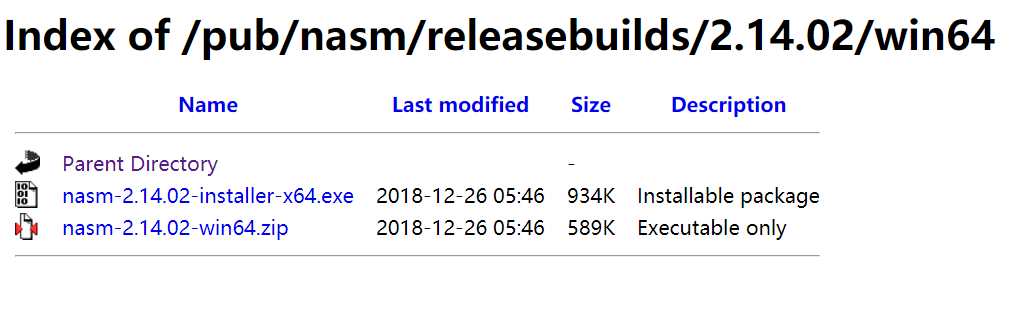 Index of /pub/nasm/releasebuilds/2.14.02/win64
Name Last modified Size Description
Parent Directory -
nasm-2.14.02-installer-x64.exe 2018-12-26 05:46 934K Installable package
nasm-2.14.02-win64.zip 2018-12-26 05:46 589K Executable only